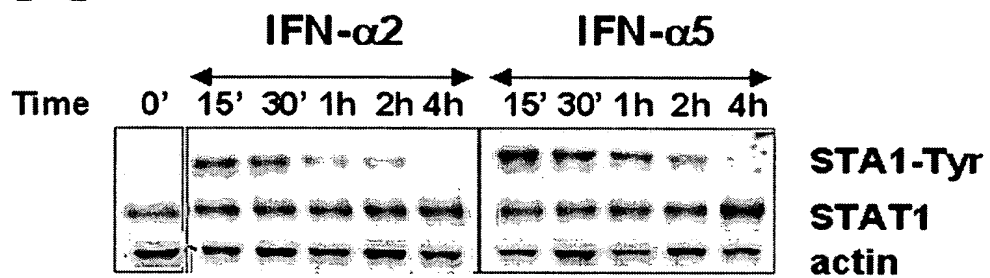 IFN-α2 IFN-α5
Time 0' 15' 30' 1h 2h 4h 15' 30' 1h 2h 4h
STA1-Tyr
STAT1
actin